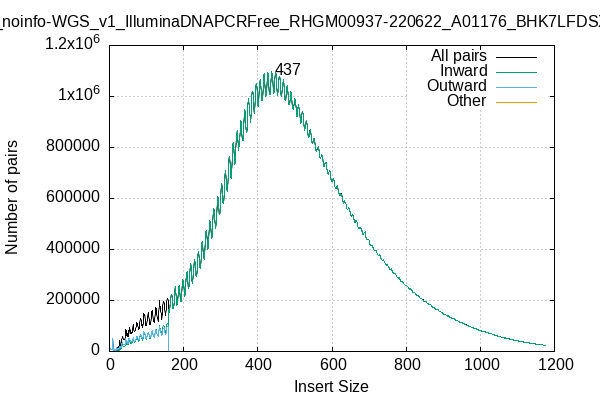 _noinfo-WGS_v1_IlluminaDNAPCRFree_RHGM00937-220622_A01176_BHK7LFDSX
1.2x10^6
1x10^6
800000
600000
400000
200000
0
Number of pairs
437
All pairs
Inward
Outward
Other
0 200 400 600 800 1000 1200
Insert Size